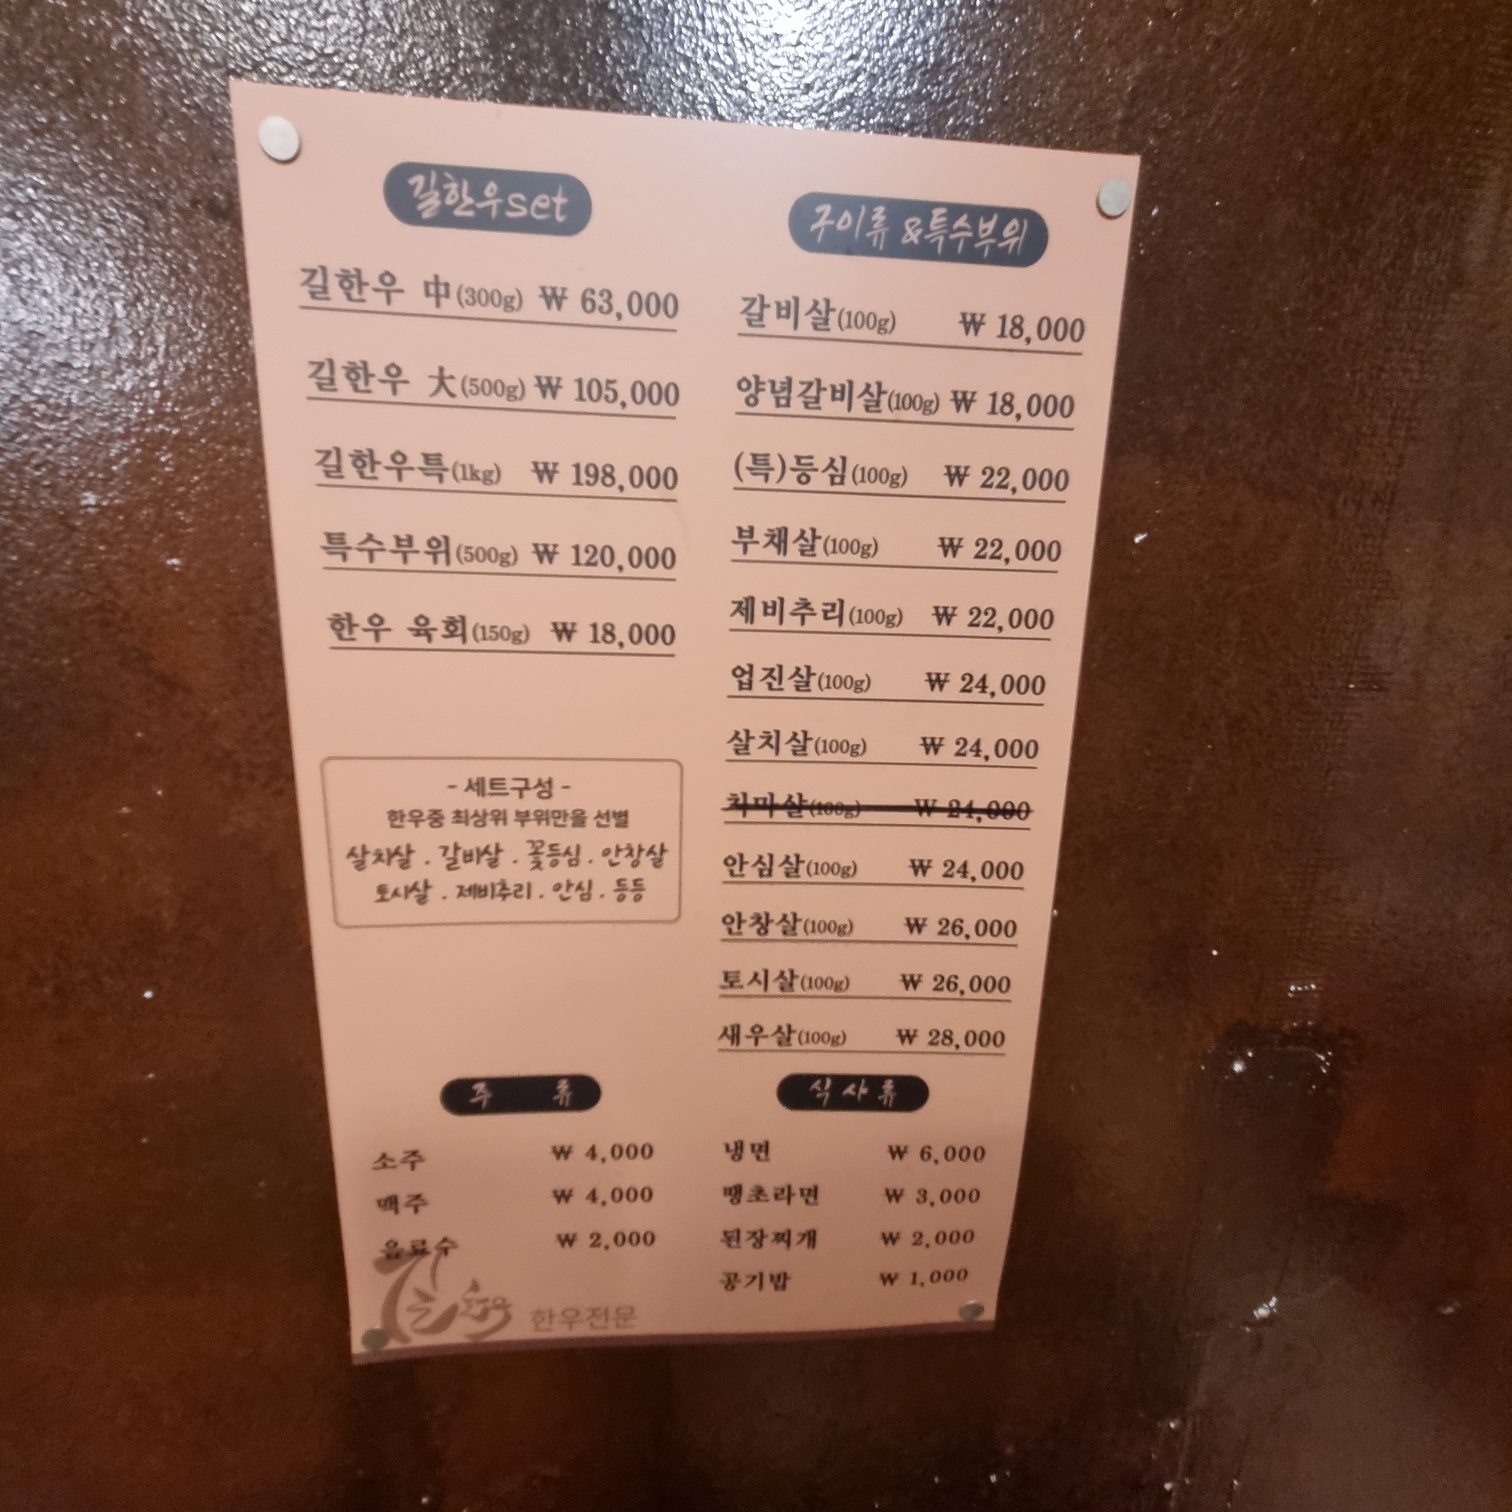 길한우set
길한우 中(300g) ₩ 63,000
길한우 大(500g) ₩ 105,000
길한우특(1kg) ₩ 198,000
특수부위(500g) ₩ 120,000
한우 육회(150g) ₩ 18,000
- 세트구성 -
한우중 최상위 부위만을 선별
살치살 . 갈비살 . 꽃등심 . 안창살
토시살 . 제비추리 . 안심 . 등등
구이류 &특수부위
갈비살(100g) ₩ 18,000
양념갈비살(100g) ₩ 18,000
(특)등심(100g) ₩ 22,000
부채살(100g) ₩ 22,000
제비추리(100g) ₩ 22,000
업진살(100g) ₩ 24,000
살치살(100g) ₩ 24,000
치마살(100g) ₩ 24,000
안심살(100g) ₩ 24,000
안창살(100g) ₩ 26,000
토시살(100g) ₩ 26,000
새우살(100g) ₩ 28,000
주 류
소주 ₩ 4,000
맥주 ₩ 4,000
음료수 ₩ 2,000
식사류
냉면 ₩ 6,000
땡초라면 ₩ 3,000
된장찌개 ₩ 2,000
공기밥 ₩ 1,000
길한우 한우전문